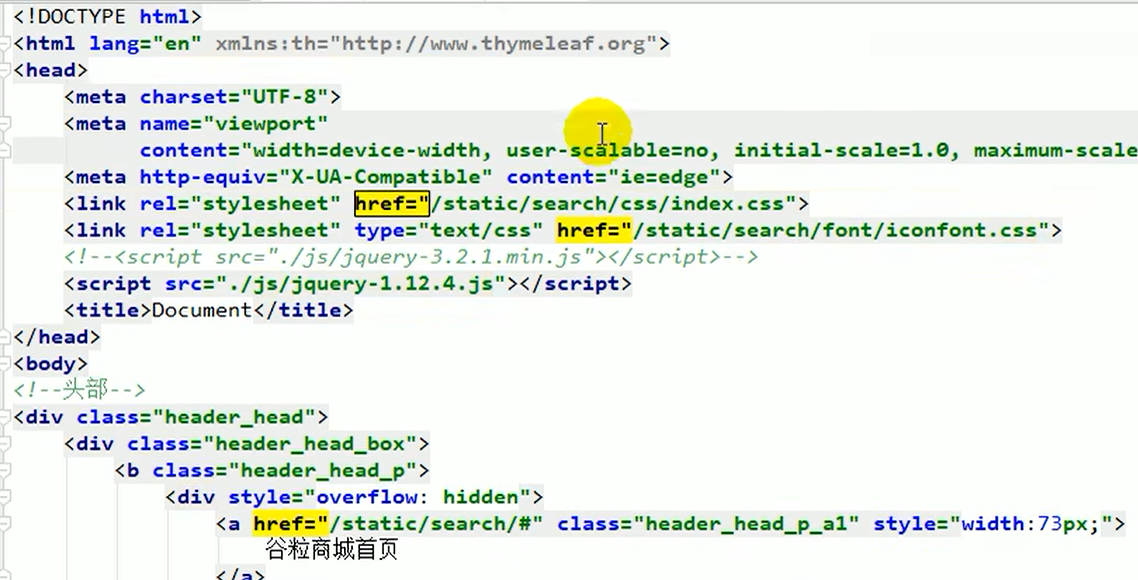 <!DOCTYPE html>
<html lang="en" xmlns:th="http://www.thymeleaf.org">
<head>
<meta charset="UTF-8">
<meta name="viewport"
content="width=device-width, user-scalable=no, initial-scale=1.0, maximum-scale
<meta http-equiv="X-UA-Compatible" content="ie=edge">
<link rel="stylesheet" href="/static/search/css/index.css">
<link rel="stylesheet" type="text/css" href="/static/search/font/iconfont.css">
<!--<script src="./js/jquery-3.2.1.min.js"></script>-->
<script src="./js/jquery-1.12.4.js"></script>
<title>Document</title>
</head>
<body>
<!--头部-->
<div class="header_head">
<div class="header_head_box">
<b class="header_head_p">
<div style="overflow: hidden">
<a href="/static/search/#" class="header_head_p_a1" style="width:73px;">
谷粒商城首页
</a>